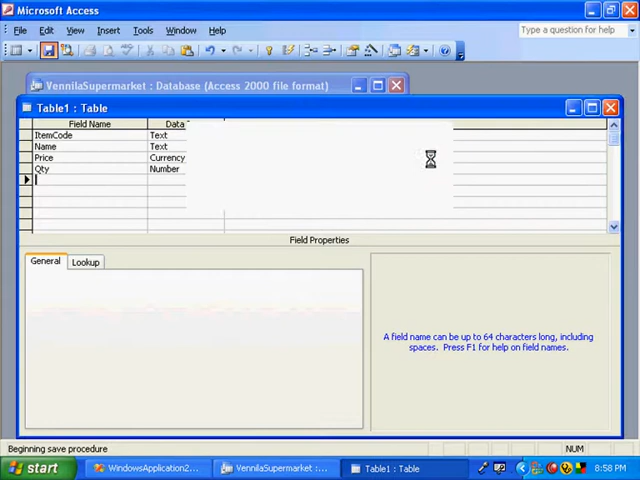 Microsoft Access
File Edit View Insert Tools Window Help
Type a question for help
VennilaSupermarket : Database (Access 2000 file format)
Table1 : Table
Field Name Data
ItemCode Text
Name Text
Price Currency
Qty Number
Field Properties
General Lookup
A field name can be up to 64 characters long, including
spaces. Press F1 for help on field names.
Beginning save procedure NUM
start WindowsApplication2... VennilaSupermarket :... Table1 : Table 8:58 PM